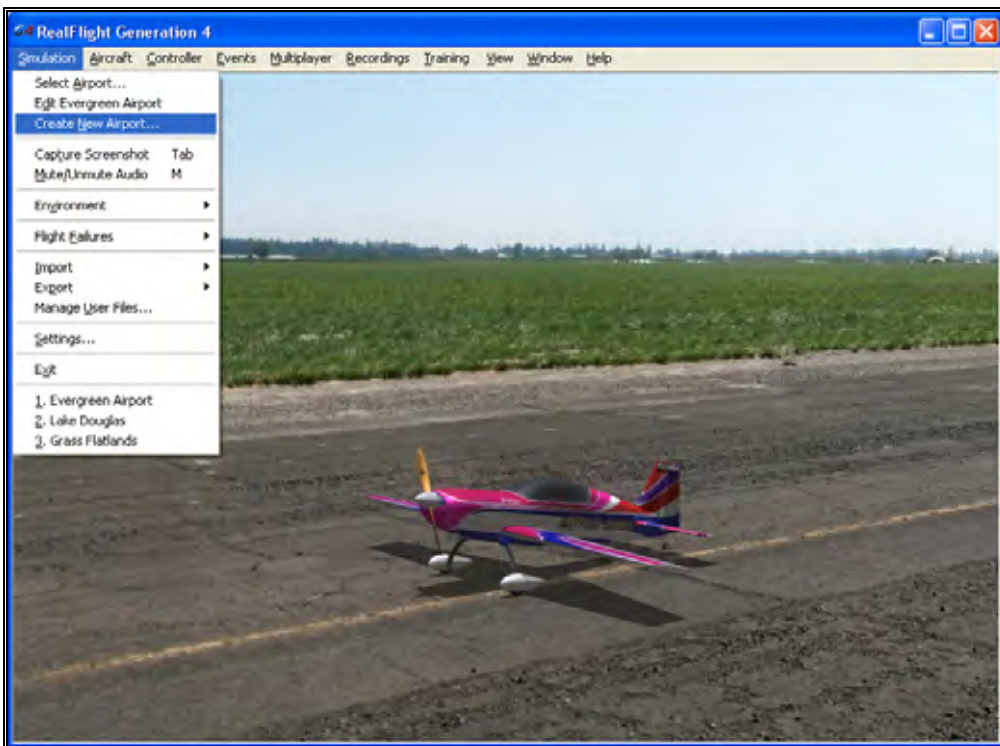 RealFlight Generation 4
Simulation Aircraft Controller Events Multiplayer Recordings Training View Window Help
Select Airport...
Edit Evergreen Airport
Create New Airport...
Capture Screenshot Tab
Mute/Unmute Audio M
Environment
Flight Failures
Import
Export
Manage User Files...
Settings...
Exit
1. Evergreen Airport
2. Lake Douglas
3. Grass Flatlands